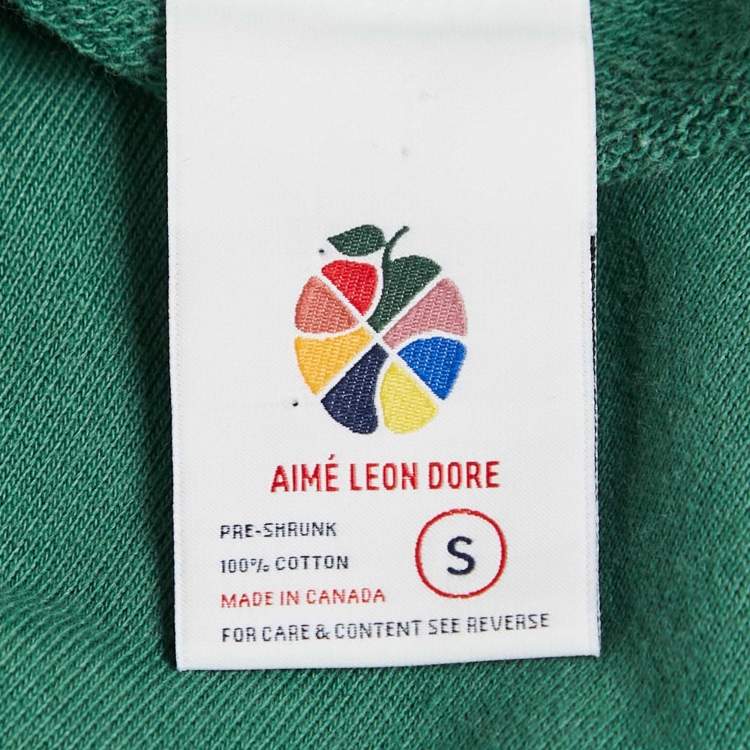 AIMÉ LEON DORE
PRE-SHRUNK
100% COTTON
S
MADE IN CANADA
FOR CARE & CONTENT SEE REVERSE